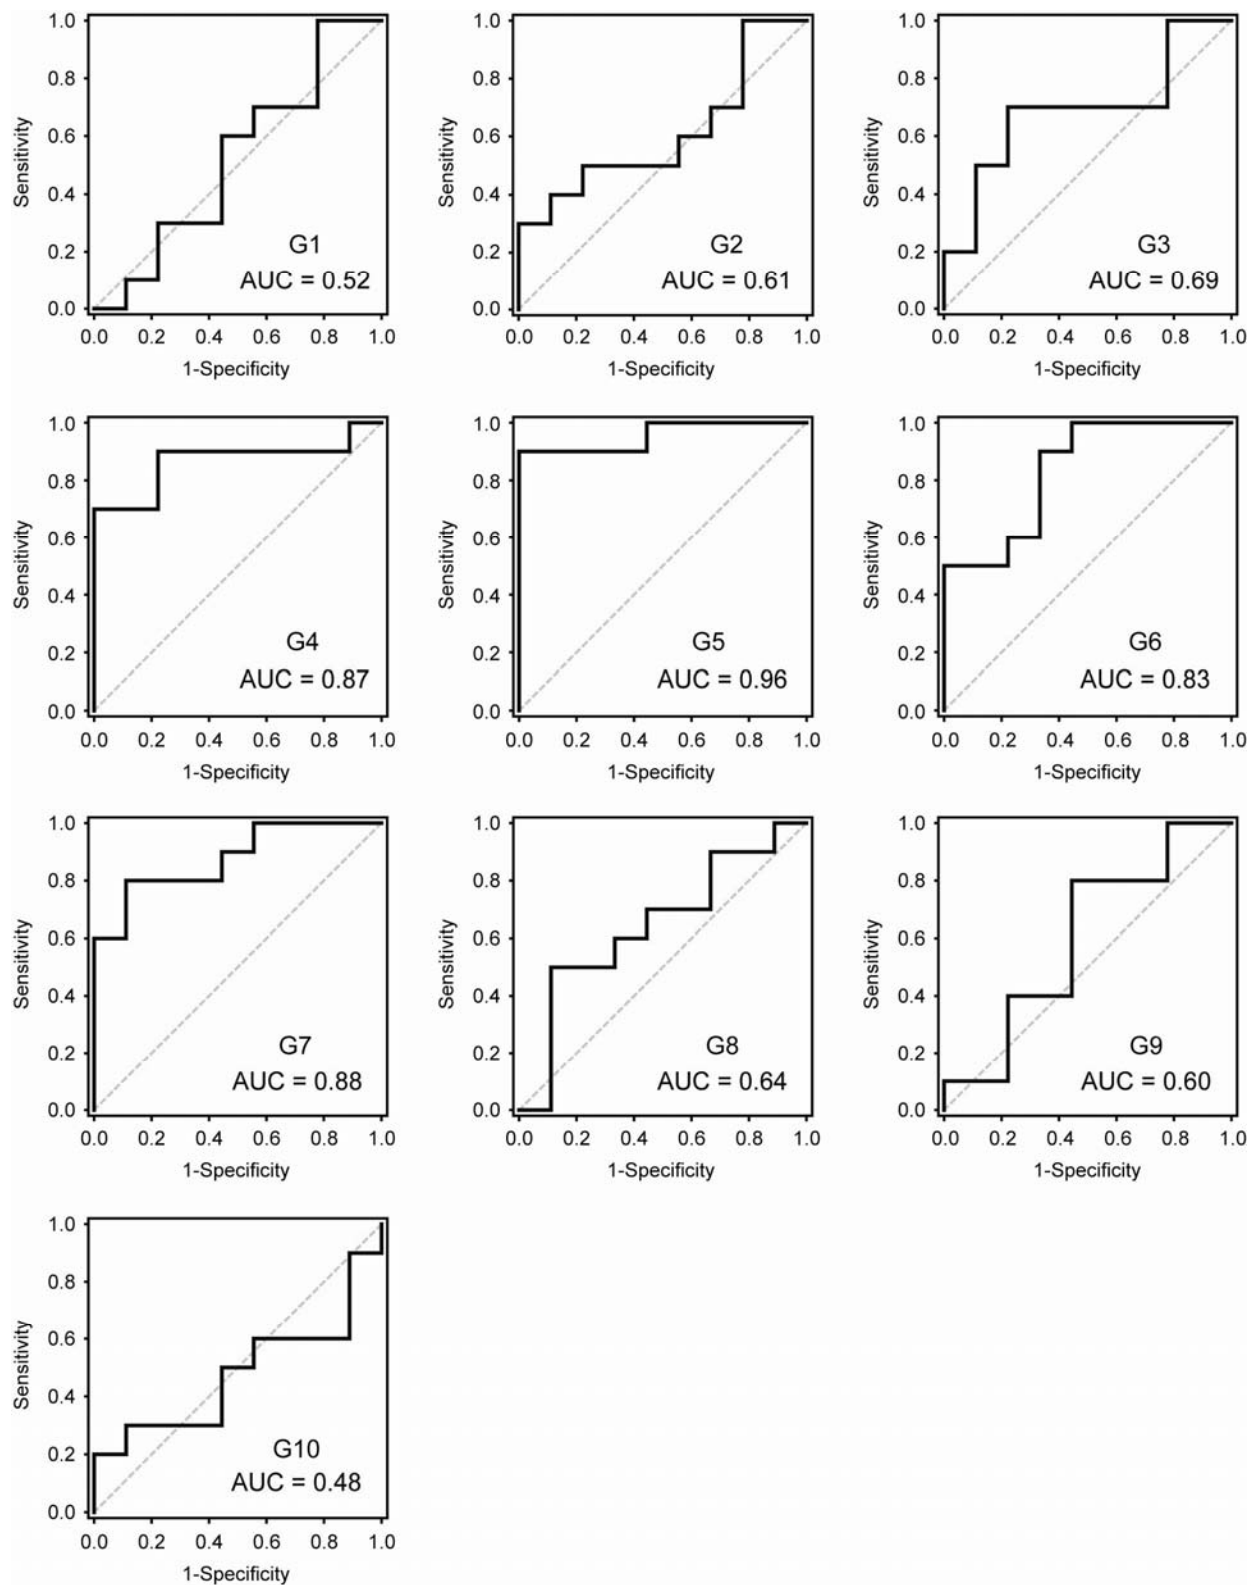 1.0
0.8
0.6
0.4
0.2
0.0
Sensitivity
G1
AUC = 0.52
0.0 0.2 0.4 0.6 0.8 1.0
1-Specificity
1.0
0.8
0.6
0.4
0.2
0.0
Sensitivity
G2
AUC = 0.61
0.0 0.2 0.4 0.6 0.8 1.0
1-Specificity
1.0
0.8
0.6
0.4
0.2
0.0
Sensitivity
G3
AUC = 0.69
0.0 0.2 0.4 0.6 0.8 1.0
1-Specificity
1.0
0.8
0.6
0.4
0.2
0.0
Sensitivity
G4
AUC = 0.87
0.0 0.2 0.4 0.6 0.8 1.0
1-Specificity
1.0
0.8
0.6
0.4
0.2
0.0
Sensitivity
G5
AUC = 0.96
0.0 0.2 0.4 0.6 0.8 1.0
1-Specificity
1.0
0.8
0.6
0.4
0.2
0.0
Sensitivity
G6
AUC = 0.83
0.0 0.2 0.4 0.6 0.8 1.0
1-Specificity
1.0
0.8
0.6
0.4
0.2
0.0
Sensitivity
G7
AUC = 0.88
0.0 0.2 0.4 0.6 0.8 1.0
1-Specificity
1.0
0.8
0.6
0.4
0.2
0.0
Sensitivity
G8
AUC = 0.64
0.0 0.2 0.4 0.6 0.8 1.0
1-Specificity
1.0
0.8
0.6
0.4
0.2
0.0
Sensitivity
G9
AUC = 0.60
0.0 0.2 0.4 0.6 0.8 1.0
1-Specificity
1.0
0.8
0.6
0.4
0.2
0.0
Sensitivity
G10
AUC = 0.48
0.0 0.2 0.4 0.6 0.8 1.0
1-Specificity